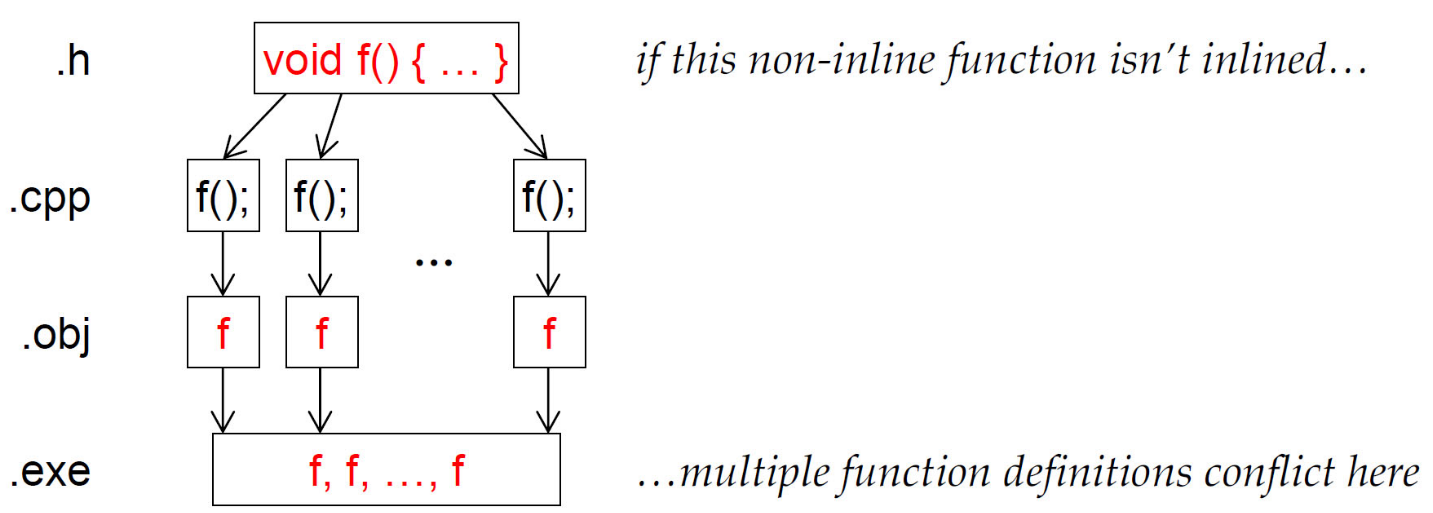 .h void f() { … } if this non-inline function isn’t inlined…
.cpp f(); f(); f();
…
.obj f f f
.exe f, f, …, f …multiple function definitions conflict here